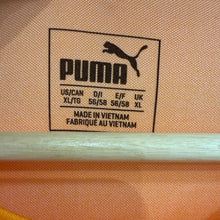 PUMA
US/CAN D/I E/F UK
XL/TG 56/58 56/58 XL
MADE IN VIETNAM
FABRIQUÉ AU VIETNAM